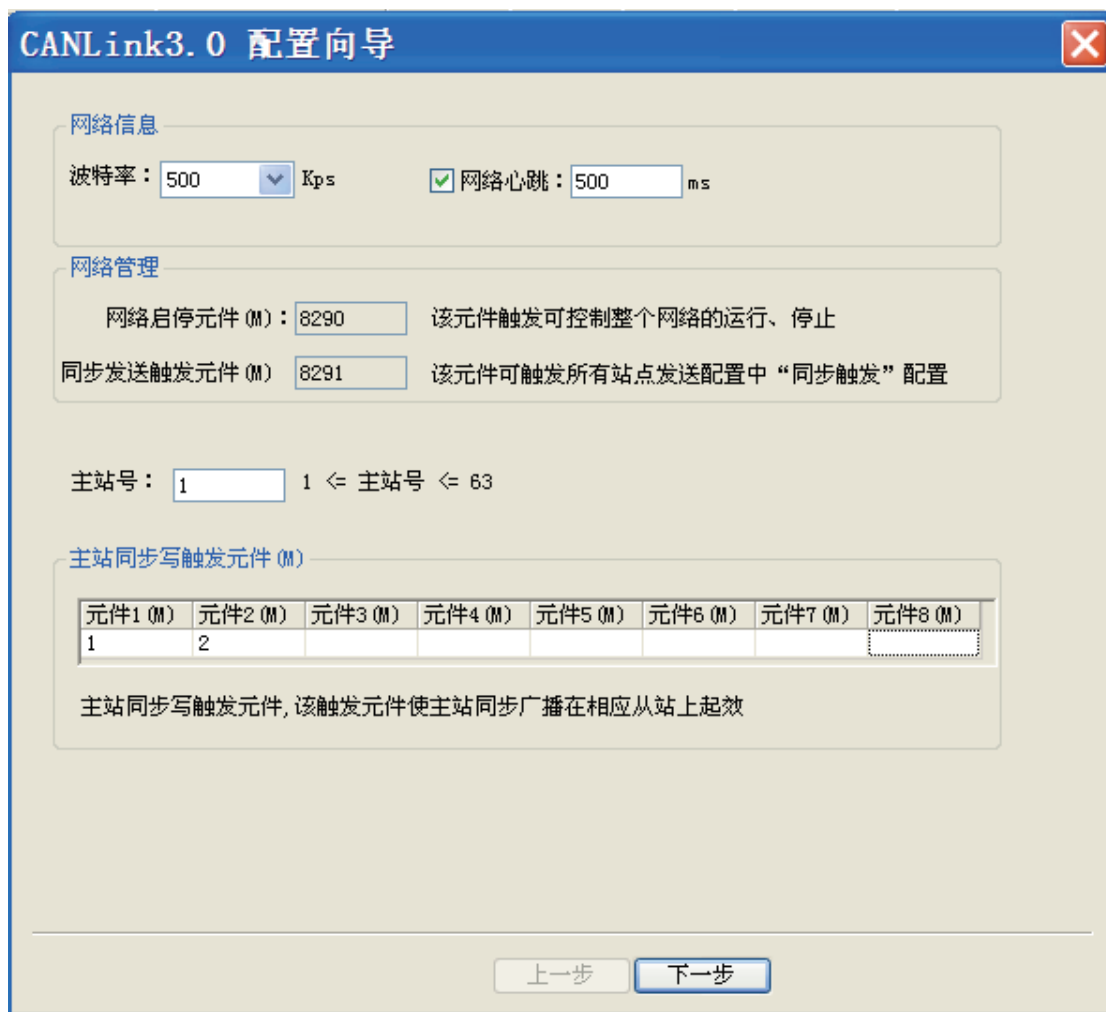 CANLink3.0 配置向导
网络信息
波特率： 500 Kps 网络心跳： 500 ms
网络管理
网络启停元件(M)： 8290 该元件触发可控制整个网络的运行、停止
同步发送触发元件(M) 8291 该元件可触发所有站点发送配置中“同步触发”配置
主站号： 1 1 <= 主站号 <= 63
主站同步写触发元件(M)
元件1(M) 元件2(M) 元件3(M) 元件4(M) 元件5(M) 元件6(M) 元件7(M) 元件8(M)
1 2
主站同步写触发元件,该触发元件使主站同步广播在相应从站上起效
上一步 下一步